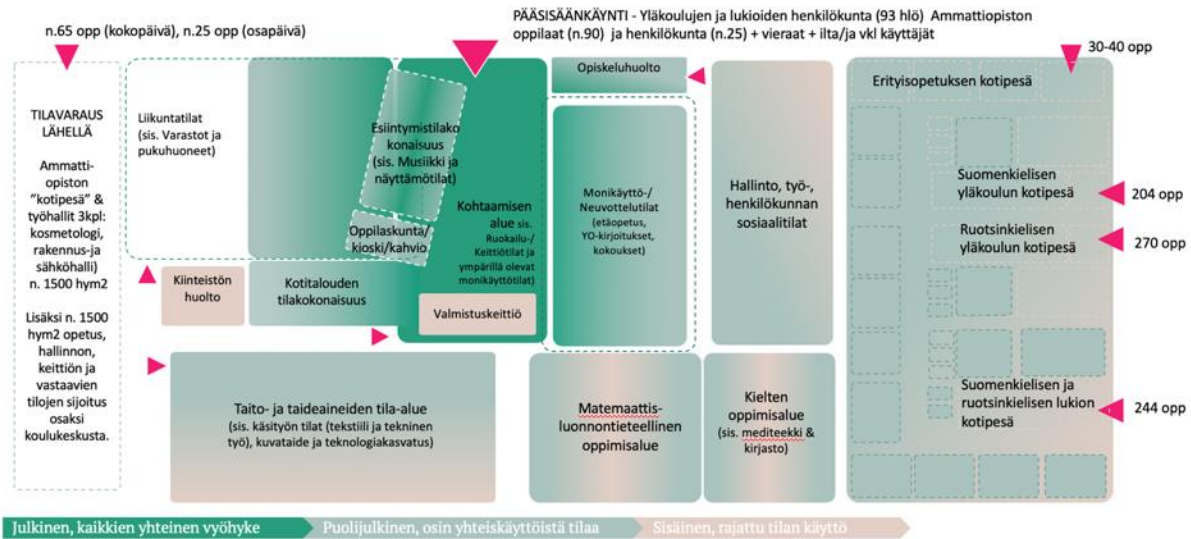 n.65 opp (kokopäivä), n.25 opp (osapäivä)
PÄÄSISÄÄNKÄYNTI - Yläkoulujen ja lukioiden henkilökunta (93 hlö) Ammattiopiston
oppilaat (n.90) ja henkilökunta (n.25) + vieraat + ilta/ja vkl käyttäjät
30-40 opp
TILAVARAUS
LÄHELLÄ
Ammatti-
opiston
”kotipesä” &
työhallit 3kpl:
kosmetologi,
rakennus-ja
sähköhalli)
n. 1500 hym2
Lisäksi n. 1500
hym2 opetus,
hallinnon,
keittiön ja
vastaavien
tilojen sijoitus
osaksi
koulukeskusta.
Liikuntatilat
(sis. Varastot ja
pukuhuoneet)
Esiintymistilako
konaisuus
(sis. Musiikki ja
näyttämötilat)
Oppilaskunta/
kioski/kahvio
Kohtaamisen
alue sis.
Ruokailu-/
Keittiötilat ja
ympärillä olevat
monikäyttötilat)
Valmistuskeittiö
Kiinteistön
huolto
Kotitalouden
tilakokonaisuus
Opiskeluhuolto
Monikäyttö-/
Neuvottelutilat
(etäopetus,
YO-kirjoitukset,
kokoukset)
Hallinto, työ-,
henkilökunnan
sosiaalitilat
Erityisopetuksen kotipesä
Suomenkielisen
yläkoulun kotipesä
204 opp
Ruotsinkielisen
yläkoulun kotipesä
270 opp
Suomenkielisen ja
ruotsinkielisen lukion
kotipesä
244 opp
Taito- ja taideaineiden tila-alue
(sis. käsityön tilat (tekstiili ja tekninen
työ), kuvataide ja teknologiakasvatus)
Matemaattis-
luonnontieteellinen
oppimisalue
Kielten
oppimisalue
(sis. mediteekki &
kirjasto)
Julkinen, kaikkien yhteinen vyöhyke
Puolijulkinen, osin yhteiskäyttöistä tilaa
Sisäinen, rajattu tilan käyttö